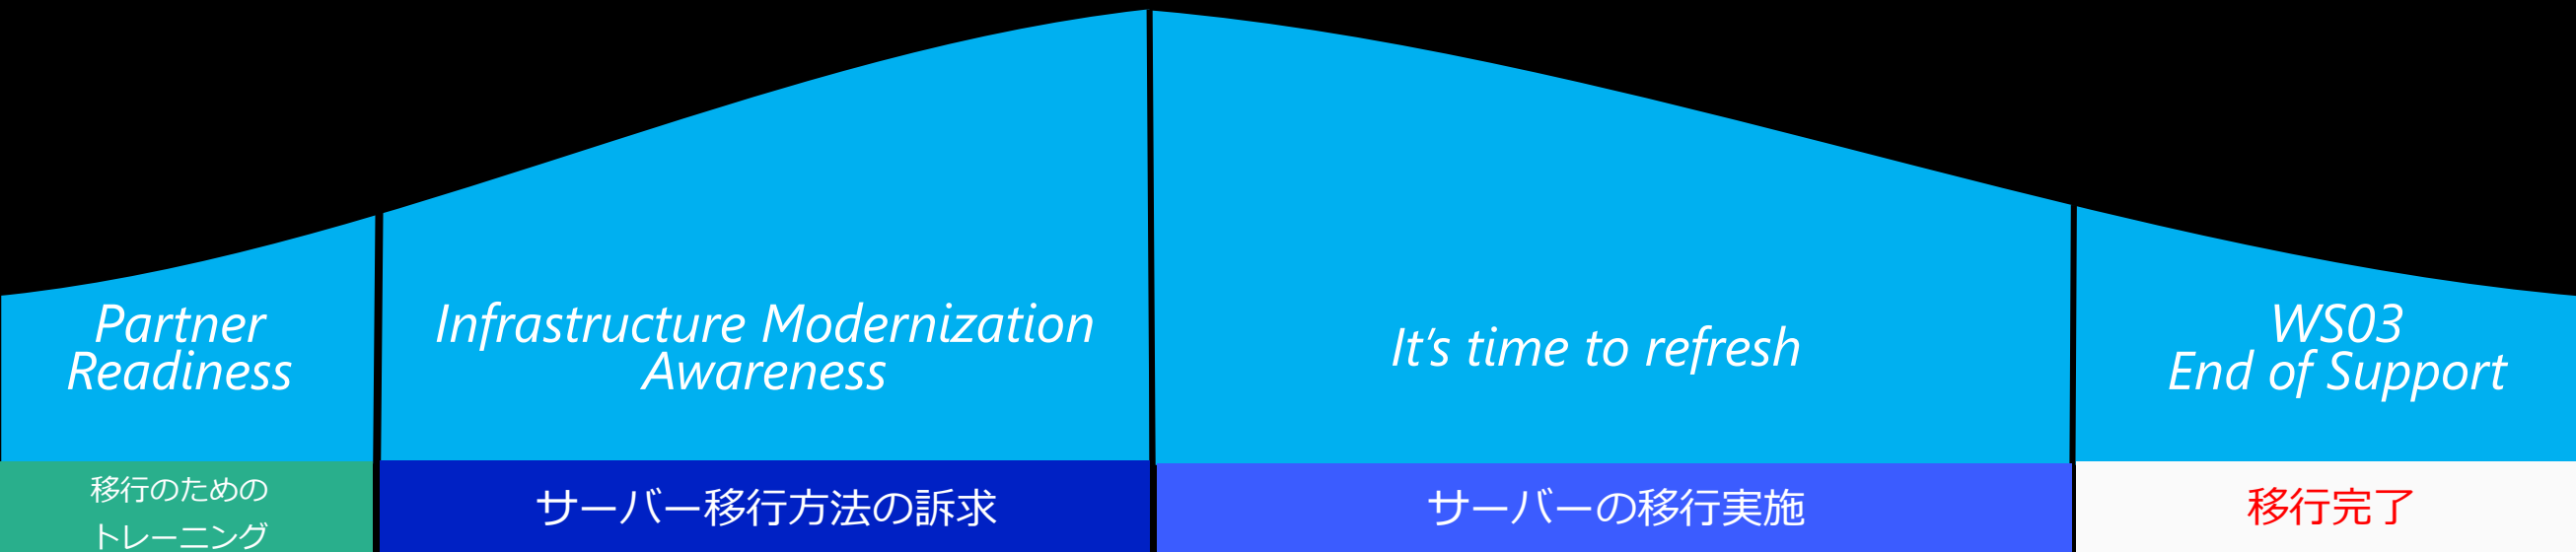 Partner
Readiness
Infrastructure Modernization
Awareness
It's time to refresh
WS03
End of Support
移行のための
トレーニング
サーバー移行方法の訴求
サーバーの移行実施
移行完了